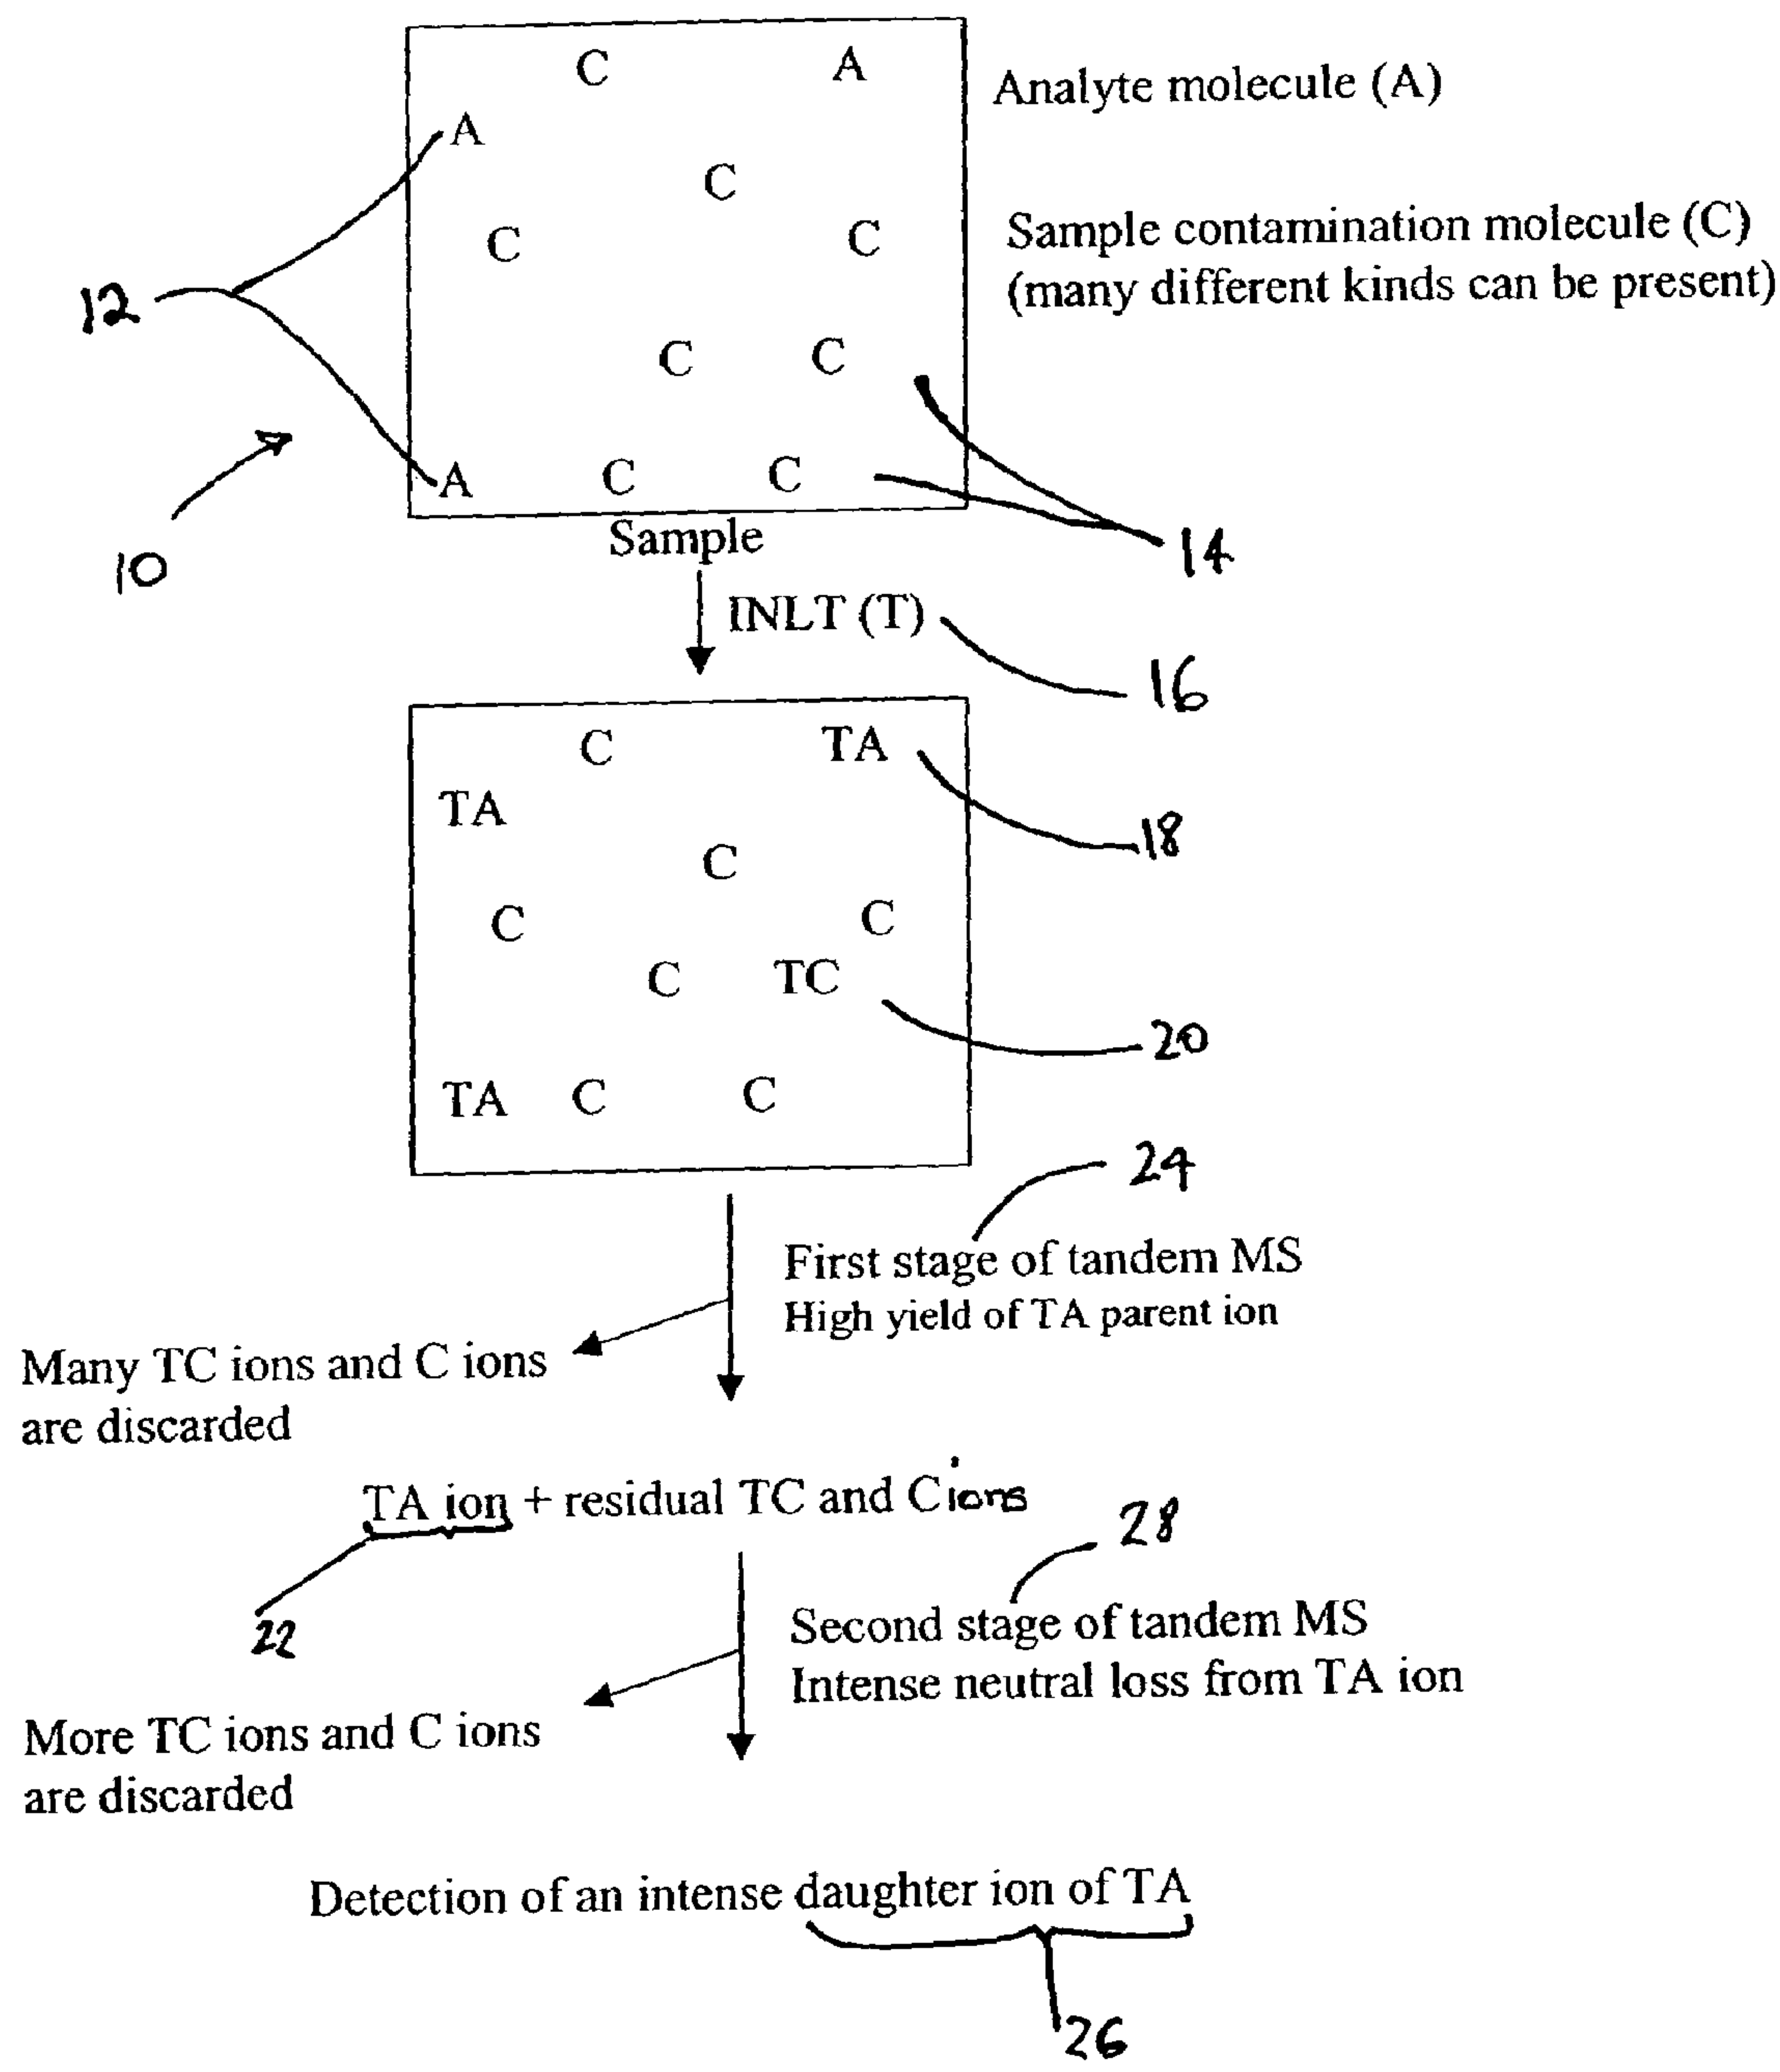 C A
Analyte molecule (A)
A
C
C C
Sample contamination molecule (C)
(many different kinds can be present)
12
C C
A C C
10
14
Sample
INLT (T)
16
C TA
TA
18
C
C C
C TC
20
TA C C
24
First stage of tandem MS
High yield of TA parent ion
Many TC ions and C ions
are discarded
TA ion + residual TC and C ions
28
22
Second stage of tandem MS
Intense neutral loss from TA ion
More TC ions and C ions
are discarded
Detection of an intense daughter ion of TA
26